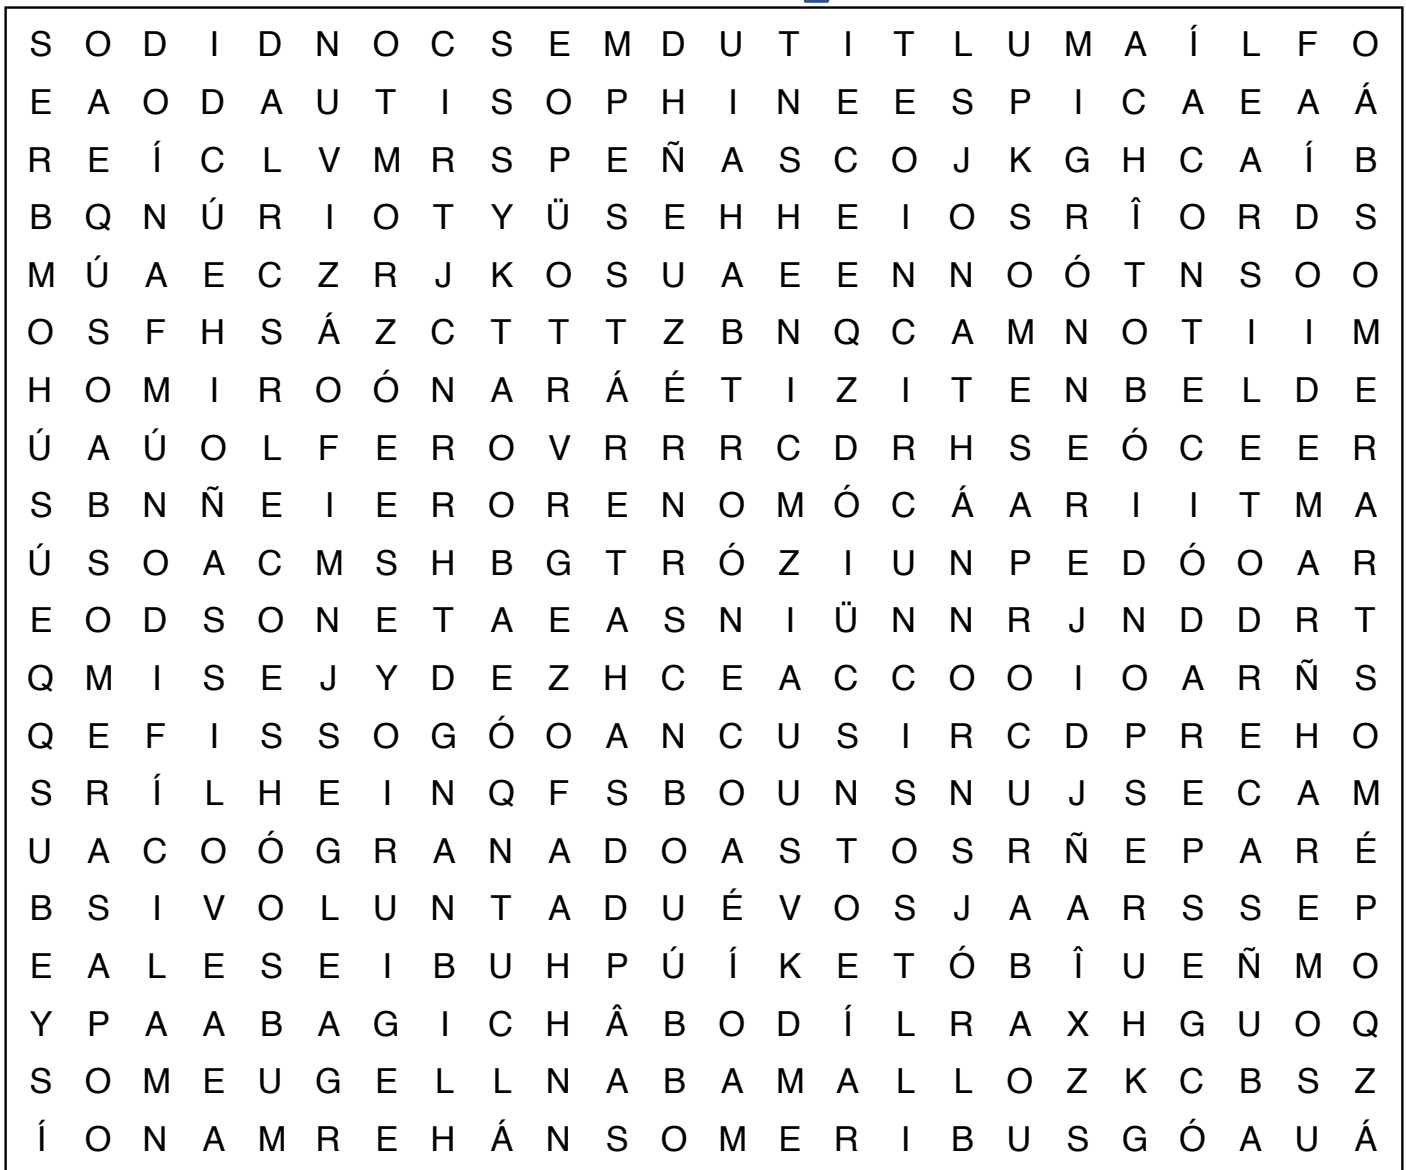 S O D I D N O C S E M D U T I T L U M A Í L F O
E A O D A U T I S O P H I N E E S P I C A E A Á
R E Í C L V M R S P E Ñ A S C O J K G H C A Í B
B Q N Ú R I O T Y Ü S E H H E I O S R Î O R D S
M Ú A E C Z R J K O S U A E E N N O Ó T N S O O
O S F H S Á Z C T T T Z B N Q C A M N O T I I M
H O M I R O Ó N A R Á É T I Z I T E N B E L D E
Ú A Ú O L F E R O V R R R C D R H S E Ó C E E R
S B N Ñ E I E R O R E N O M Ó C Á A R I I T M A
Ú S O A C M S H B G T R Ó Z I U N P E D Ó O A R
E O D S O N E T A E A S N I Ü N N R J N D D R T
Q M I S E J Y D E Z H C E A C C O O I O A R Ñ S
Q E F I S S O G Ó O A N C U S I R C D P R E H O
S R Í L H E I N Q F S B O U N S N U J S E C A M
U A C O Ó G R A N A D O A S T O S R Ñ E P A R É
B S I V O L U N T A D U É V O S J A A R S S E P
E A L E S E I B U H P Ú Í K E T Ó B Î U E Ñ M O
Y P A A B A G I C H Â B O D Í L R A X H G U O Q
S O M E U G E L L N A B A M A L L O Z K C B S Z
Í O N A M R E H Á N S O M E R I B U S G Ó A U Á